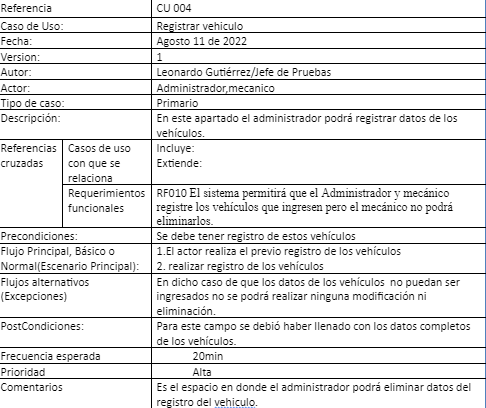 Referencia CU 004
Caso de Uso: Registrar vehiculo
Fecha: Agosto 11 de 2022
Version: 1
Autor: Leonardo Gutiérrez/Jefe de Pruebas
Actor: Administrador,mecanico
Tipo de caso: Primario
Descripción: En este apartado el administrador podrá registrar datos de los
vehículos.
Referencias cruzadas
Casos de uso con que se relaciona
Incluye:
Extiende:
Requerimientos funcionales
RF010 El sistema permitirá que el Administrador y mecánico
registre los vehículos que ingresen pero el mecánico no podrá
eliminarlos.
Precondiciones: Se debe tener registro de estos vehículos
Flujo Principal, Básico o
Normal(Escenario Principal):
1.El actor realiza el previo registro de los vehículos
2. realizar registro de los vehículos
Flujos alternativos
(Excepciones)
En dicho caso de que los datos de los vehículos no puedan ser
ingresados no se podrá realizar ninguna modificación ni
eliminación.
PostCondiciones: Para este campo se debió haber llenado con los datos completos
de los vehículos.
Frecuencia esperada 20min
Prioridad Alta
Comentarios Es el espacio en donde el administrador podrá eliminar datos del
registro del vehiculo.